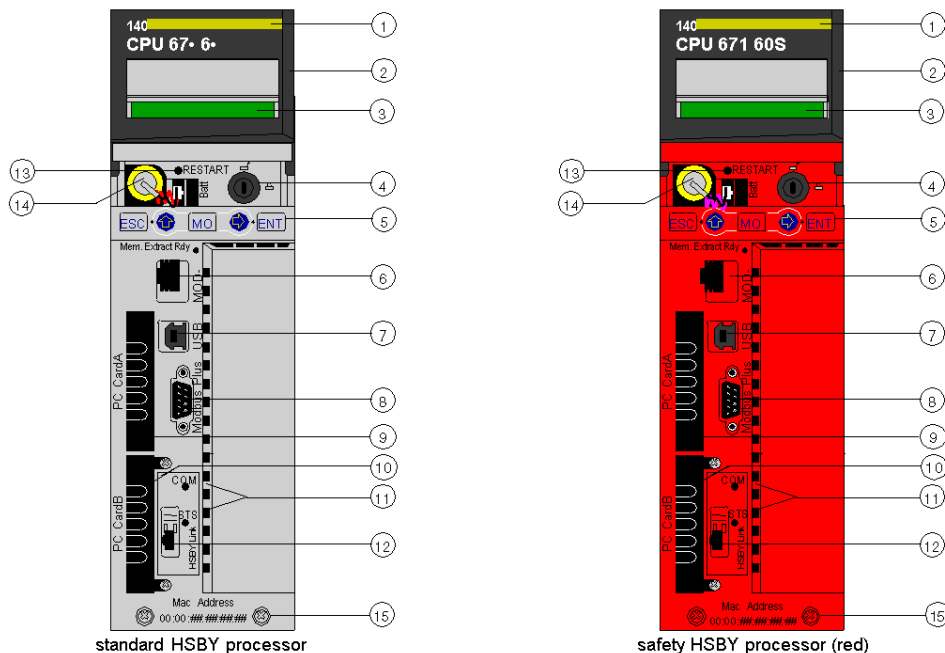 140
CPU 67• 6•
1
2
3
13
RESTART
14
Batt
4
ESC
MO
ENT
5
Mem. Extract Rdy
6
MOD-
7
USB
PC CardA
Modbus Plus
8
9
10
COM
11
PC CardB
STS
HSBY Link
12
Mac Address
00:00:##:##:##:##
15
standard HSBY processor
140
CPU 671 60S
1
2
3
13
RESTART
14
Batt
4
ESC
MO
ENT
5
Mem. Extract Rdy
6
MOD-
7
USB
PC CardA
Modbus Plus
8
9
10
COM
11
PC CardB
STS
HSBY Link
12
Mac Address
00:00:##:##:##:##
15
safety HSBY processor (red)